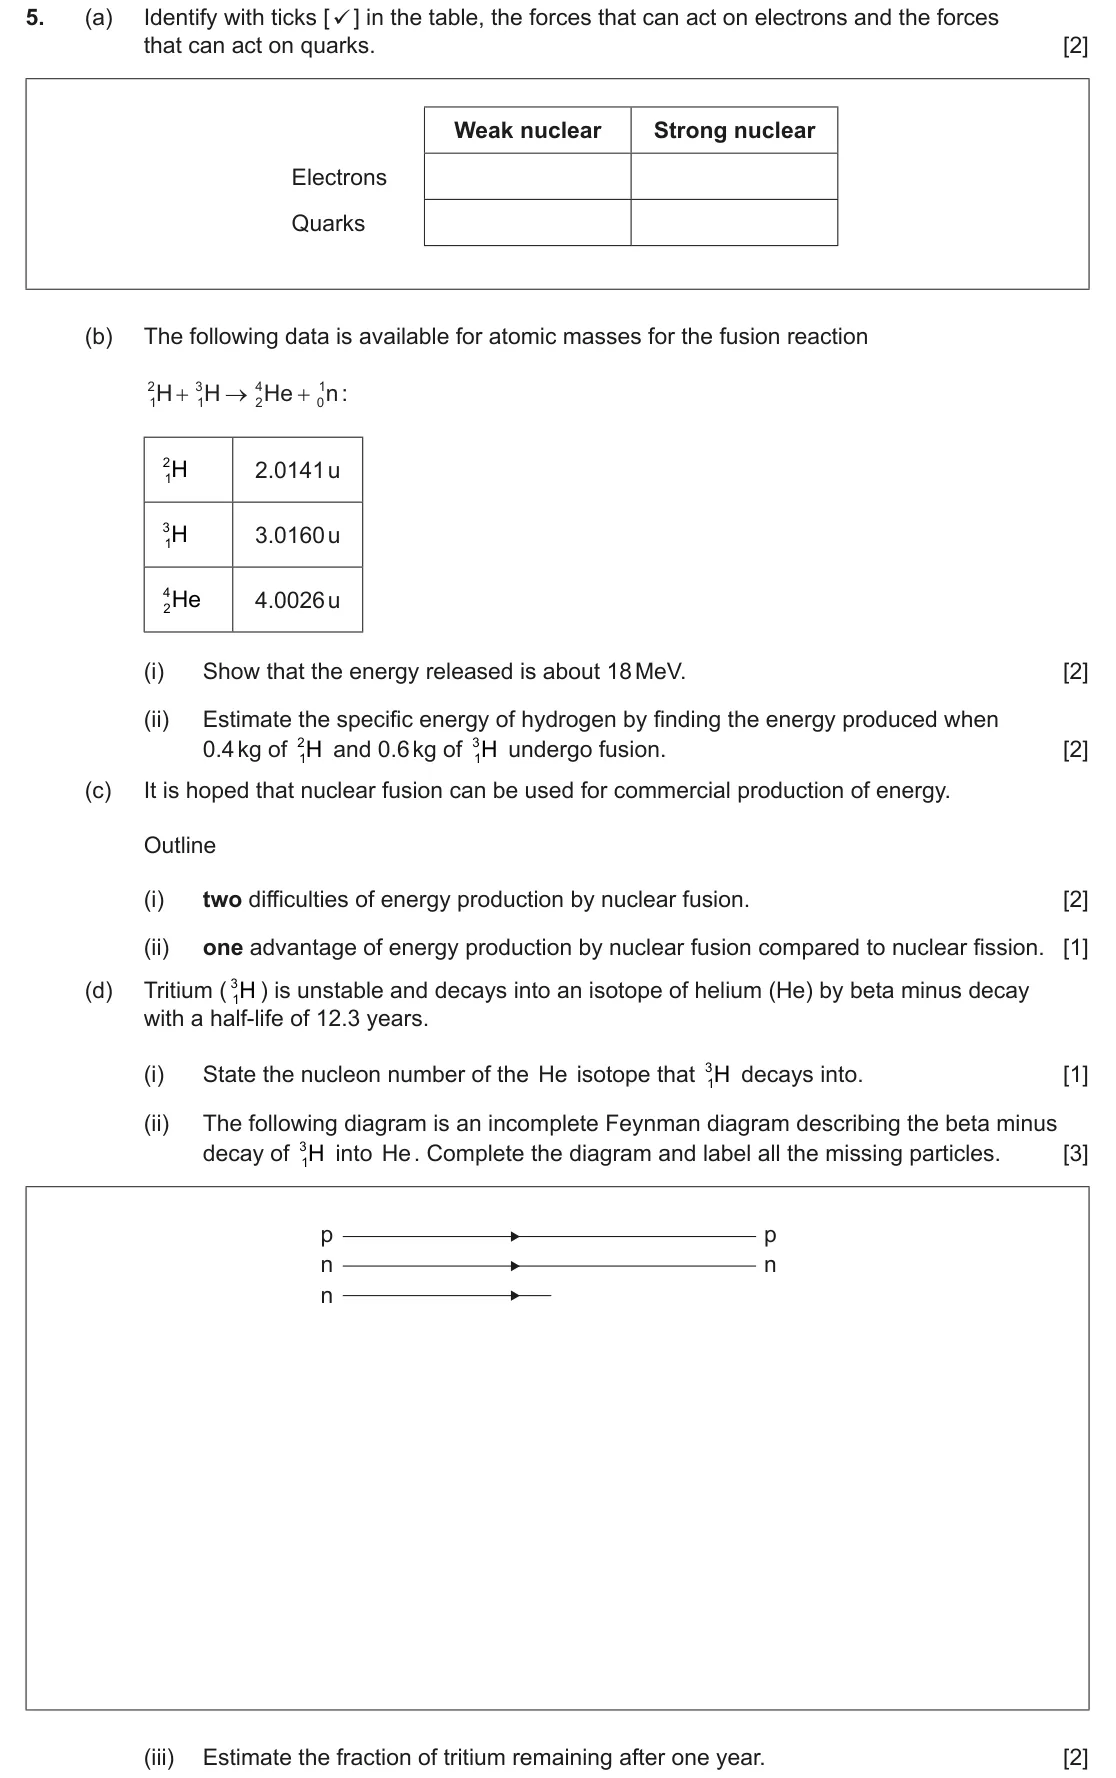 5. (a) Identify with ticks [✓] in the table, the forces that can act on electrons and the forces
that can act on quarks. [2]
Weak nuclear Strong nuclear
Electrons
Quarks
(b) The following data is available for atomic masses for the fusion reaction
²₁H + ³₁H → ⁴₂He + ¹₀n :
²₁H 2.0141 u
³₁H 3.0160 u
⁴₂He 4.0026 u
(i) Show that the energy released is about 18 MeV. [2]
(ii) Estimate the specific energy of hydrogen by finding the energy produced when
0.4 kg of ²₁H and 0.6 kg of ³₁H undergo fusion. [2]
(c) It is hoped that nuclear fusion can be used for commercial production of energy.
Outline
(i) two difficulties of energy production by nuclear fusion. [2]
(ii) one advantage of energy production by nuclear fusion compared to nuclear fission. [1]
(d) Tritium (³₁H) is unstable and decays into an isotope of helium (He) by beta minus decay
with a half-life of 12.3 years.
(i) State the nucleon number of the He isotope that ³₁H decays into. [1]
(ii) The following diagram is an incomplete Feynman diagram describing the beta minus
decay of ³₁H into He. Complete the diagram and label all the missing particles. [3]
p p
n n
n
(iii) Estimate the fraction of tritium remaining after one year. [2]